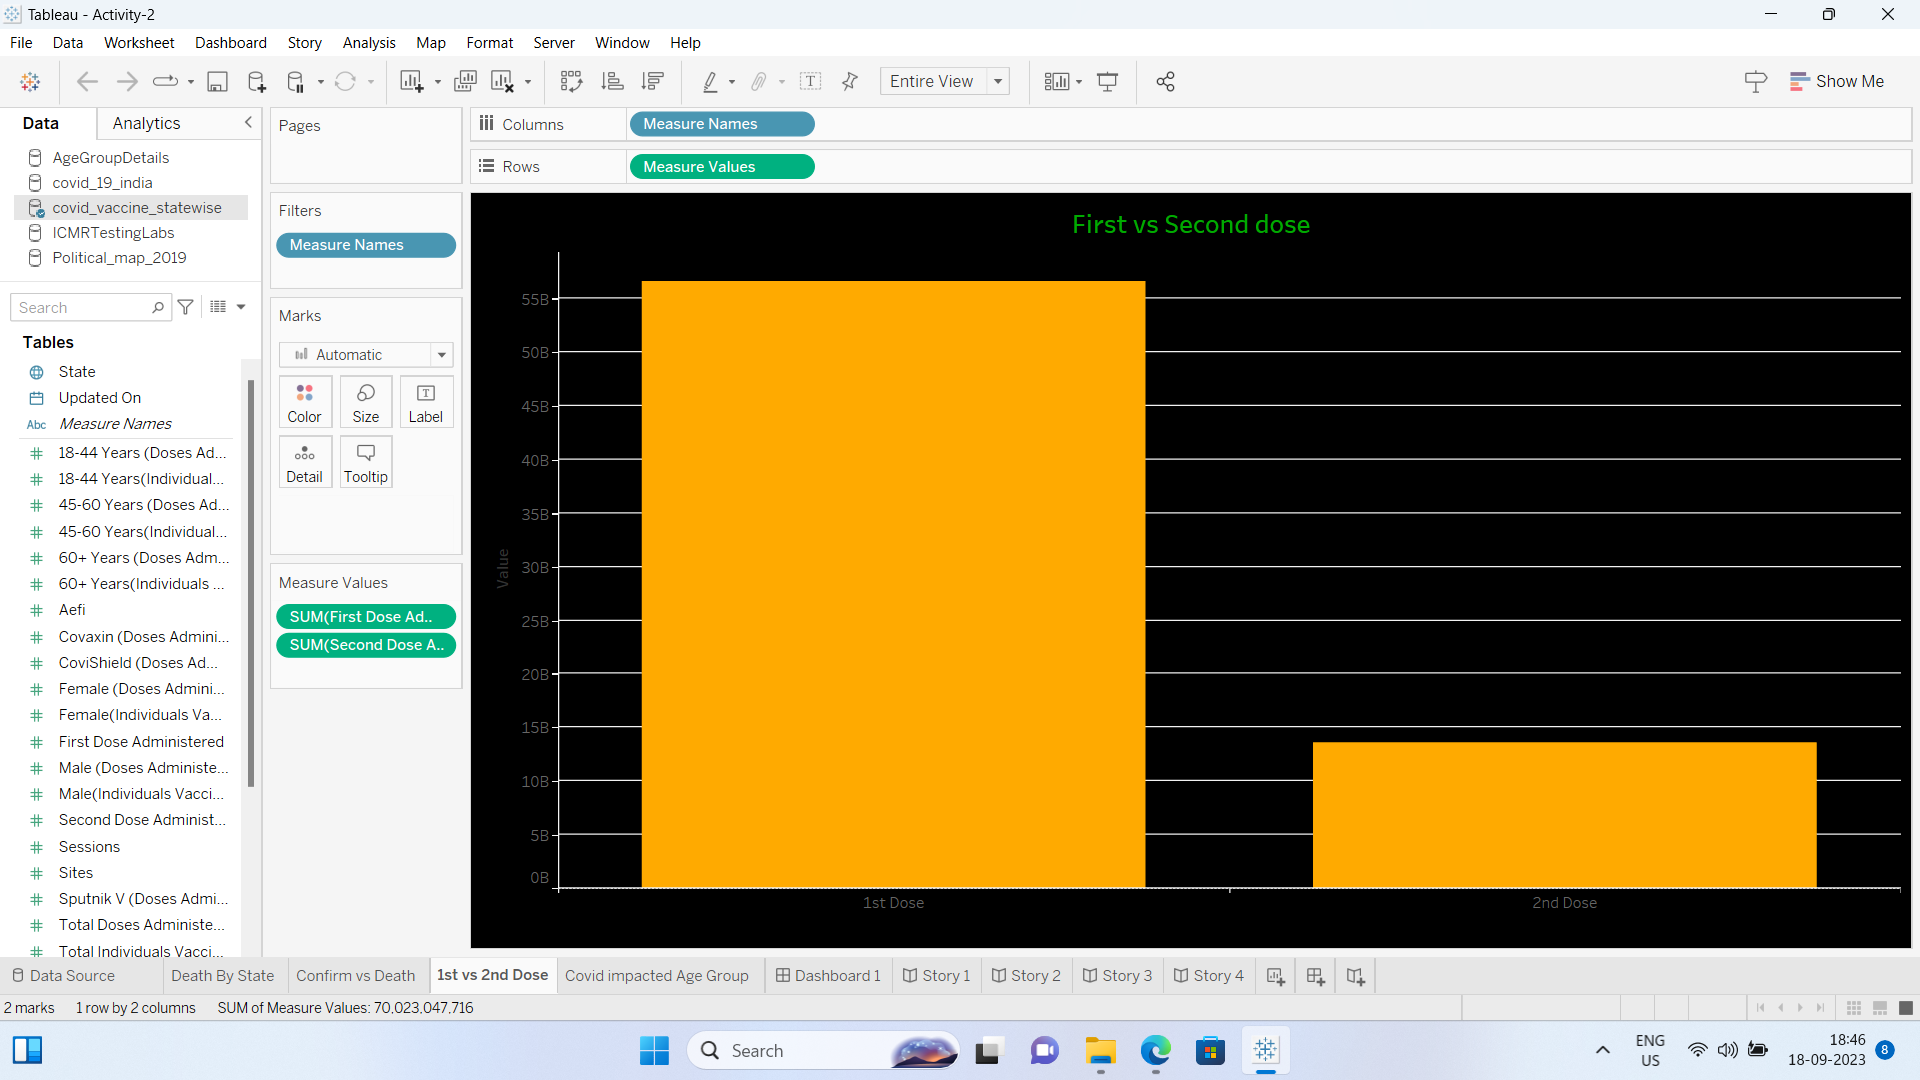 Tableau - Activity-2
File Data Worksheet Dashboard Story Analysis Map Format Server Window Help
Entire View
Show Me
Data Analytics
AgeGroupDetails
covid_19_india
covid_vaccine_statewise
ICMRTestingLabs
Political_map_2019
Search
Tables
State
Updated On
Abc Measure Names
18-44 Years (Doses Ad...
18-44 Years(Individual...
45-60 Years (Doses Ad...
45-60 Years(Individual...
60+ Years (Doses Adm...
60+ Years(Individuals ...
Aefi
Covaxin (Doses Admini...
CoviShield (Doses Ad...
Female (Doses Admini...
Female(Individuals Va...
First Dose Administered
Male (Doses Administe...
Male(Individuals Vacci...
Second Dose Administ...
Sessions
Sites
Sputnik V (Doses Admi...
Total Doses Administe...
Total Individuals Vacci...
Pages
Filters
Measure Names
Marks
Automatic
Color Size Label
Detail Tooltip
Measure Values
SUM(First Dose Ad..
SUM(Second Dose A..
Columns Measure Names
Rows Measure Values
First vs Second dose
Value
55B
50B
45B
40B
35B
30B
25B
20B
15B
10B
5B
0B
1st Dose 2nd Dose
Data Source Death By State Confirm vs Death 1st vs 2nd Dose Covid impacted Age Group Dashboard 1 Story 1 Story 2 Story 3 Story 4
2 marks 1 row by 2 columns SUM of Measure Values: 70,023,047,716
Search
ENG
US
18:46
18-09-2023
8